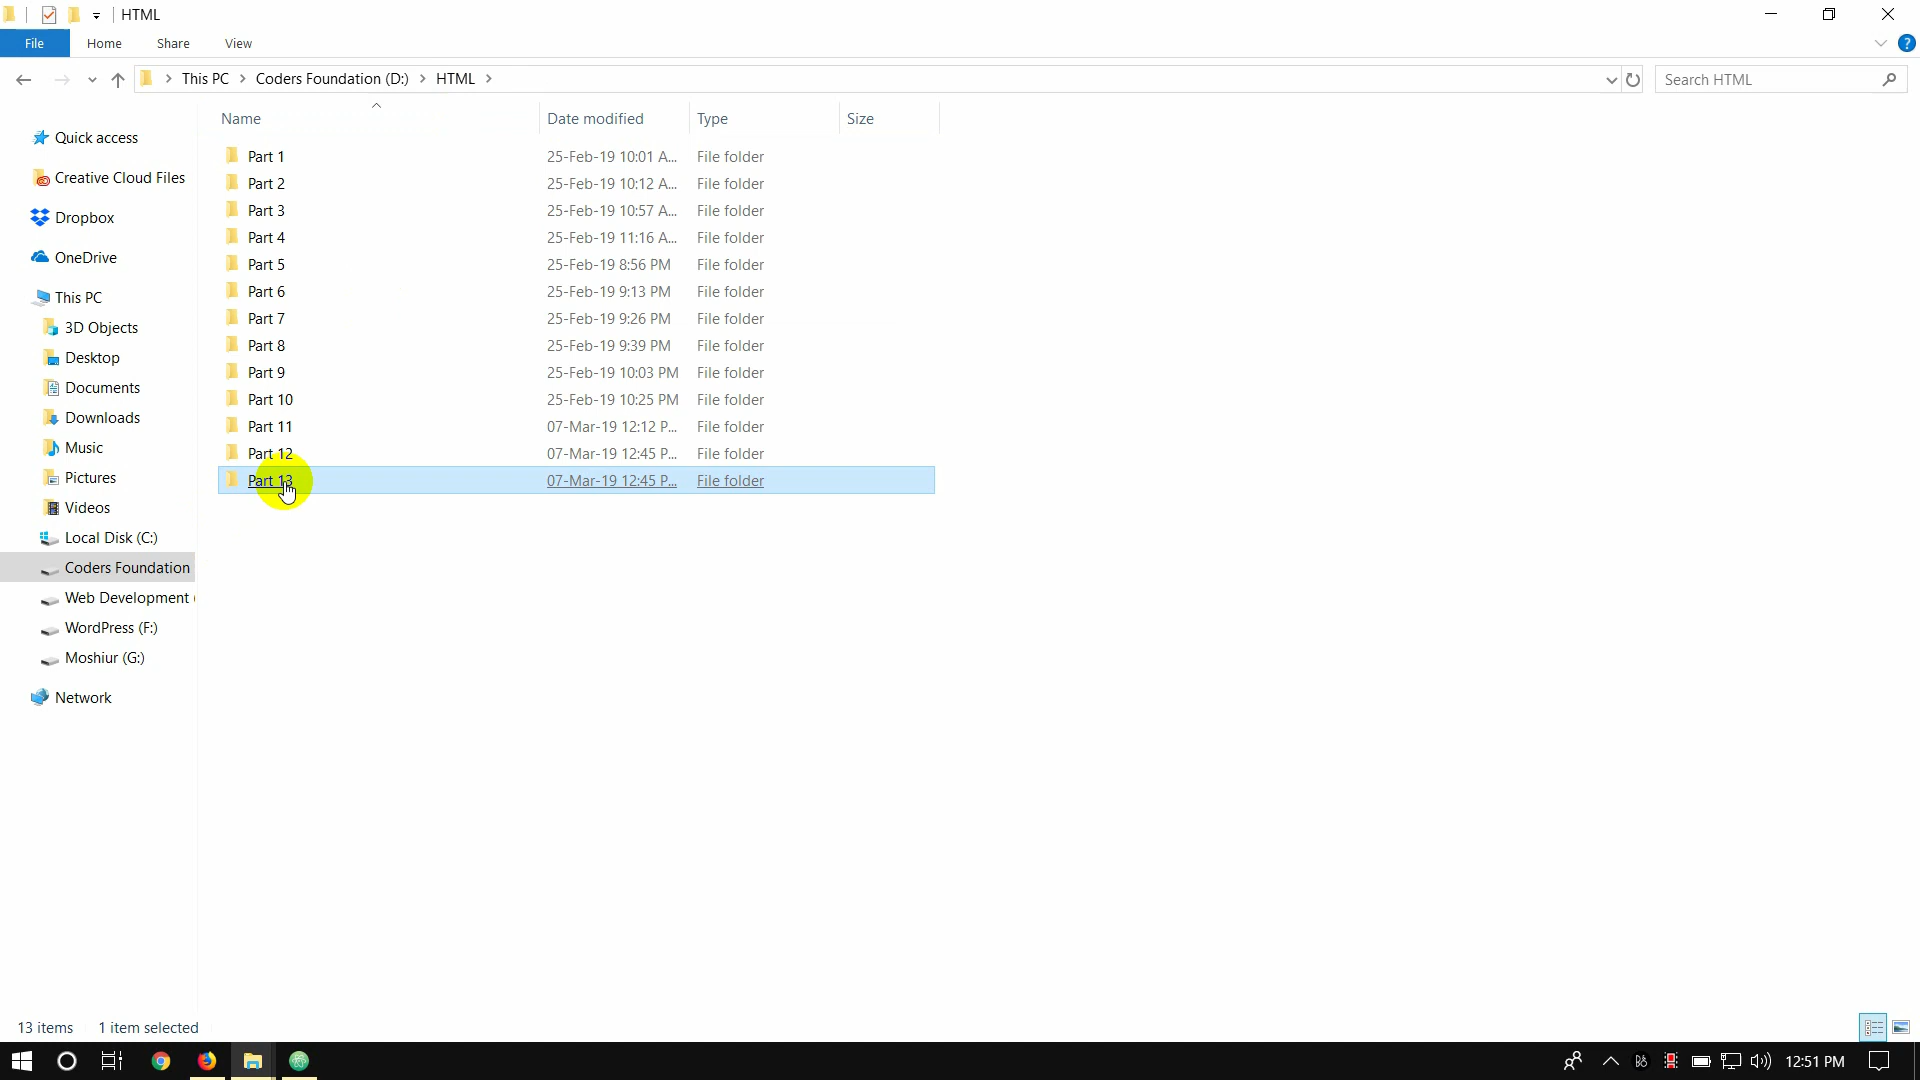 HTML
File Home Share View
This PC Coders Foundation (D:) HTML Search HTML
Name Date modified Type Size
Quick access
Creative Cloud Files
Dropbox
OneDrive
This PC
3D Objects
Desktop
Documents
Downloads
Music
Pictures
Videos
Local Disk (C:)
Coders Foundation
Web Development (
WordPress (F:)
Moshiur (G:)
Network
Part 1 25-Feb-19 10:01 A... File folder
Part 2 25-Feb-19 10:12 A... File folder
Part 3 25-Feb-19 10:57 A... File folder
Part 4 25-Feb-19 11:16 A... File folder
Part 5 25-Feb-19 8:56 PM File folder
Part 6 25-Feb-19 9:13 PM File folder
Part 7 25-Feb-19 9:26 PM File folder
Part 8 25-Feb-19 9:39 PM File folder
Part 9 25-Feb-19 10:03 PM File folder
Part 10 25-Feb-19 10:25 PM File folder
Part 11 07-Mar-19 12:12 P... File folder
Part 12 07-Mar-19 12:45 P... File folder
Part 13 07-Mar-19 12:45 P... File folder
13 items 1 item selected
12:51 PM